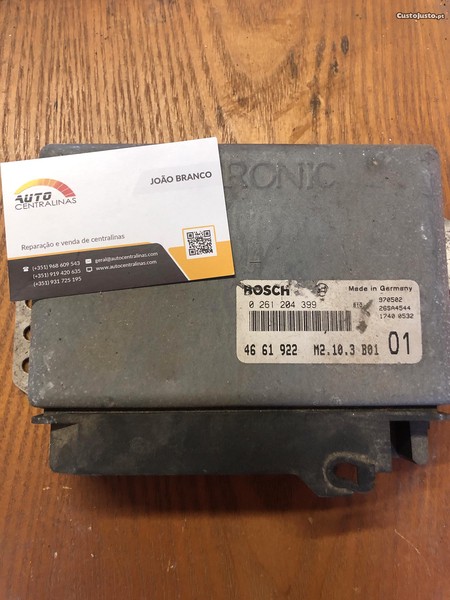 CustoJusto.pt
RONIC
JOÃO BRANCO
AUTO
CENTRALINAS
Reparação e venda de centralinas
(+351) 968 609 543
(+351) 919 420 635
(+351) 931 725 195
geral@autocentralinas.com
www.autocentralinas.com
BOSCH
Made in Germany
0 261 204 399
970502
26SA4544
1740 0532
46 61 922 M2.10.3 B01 01